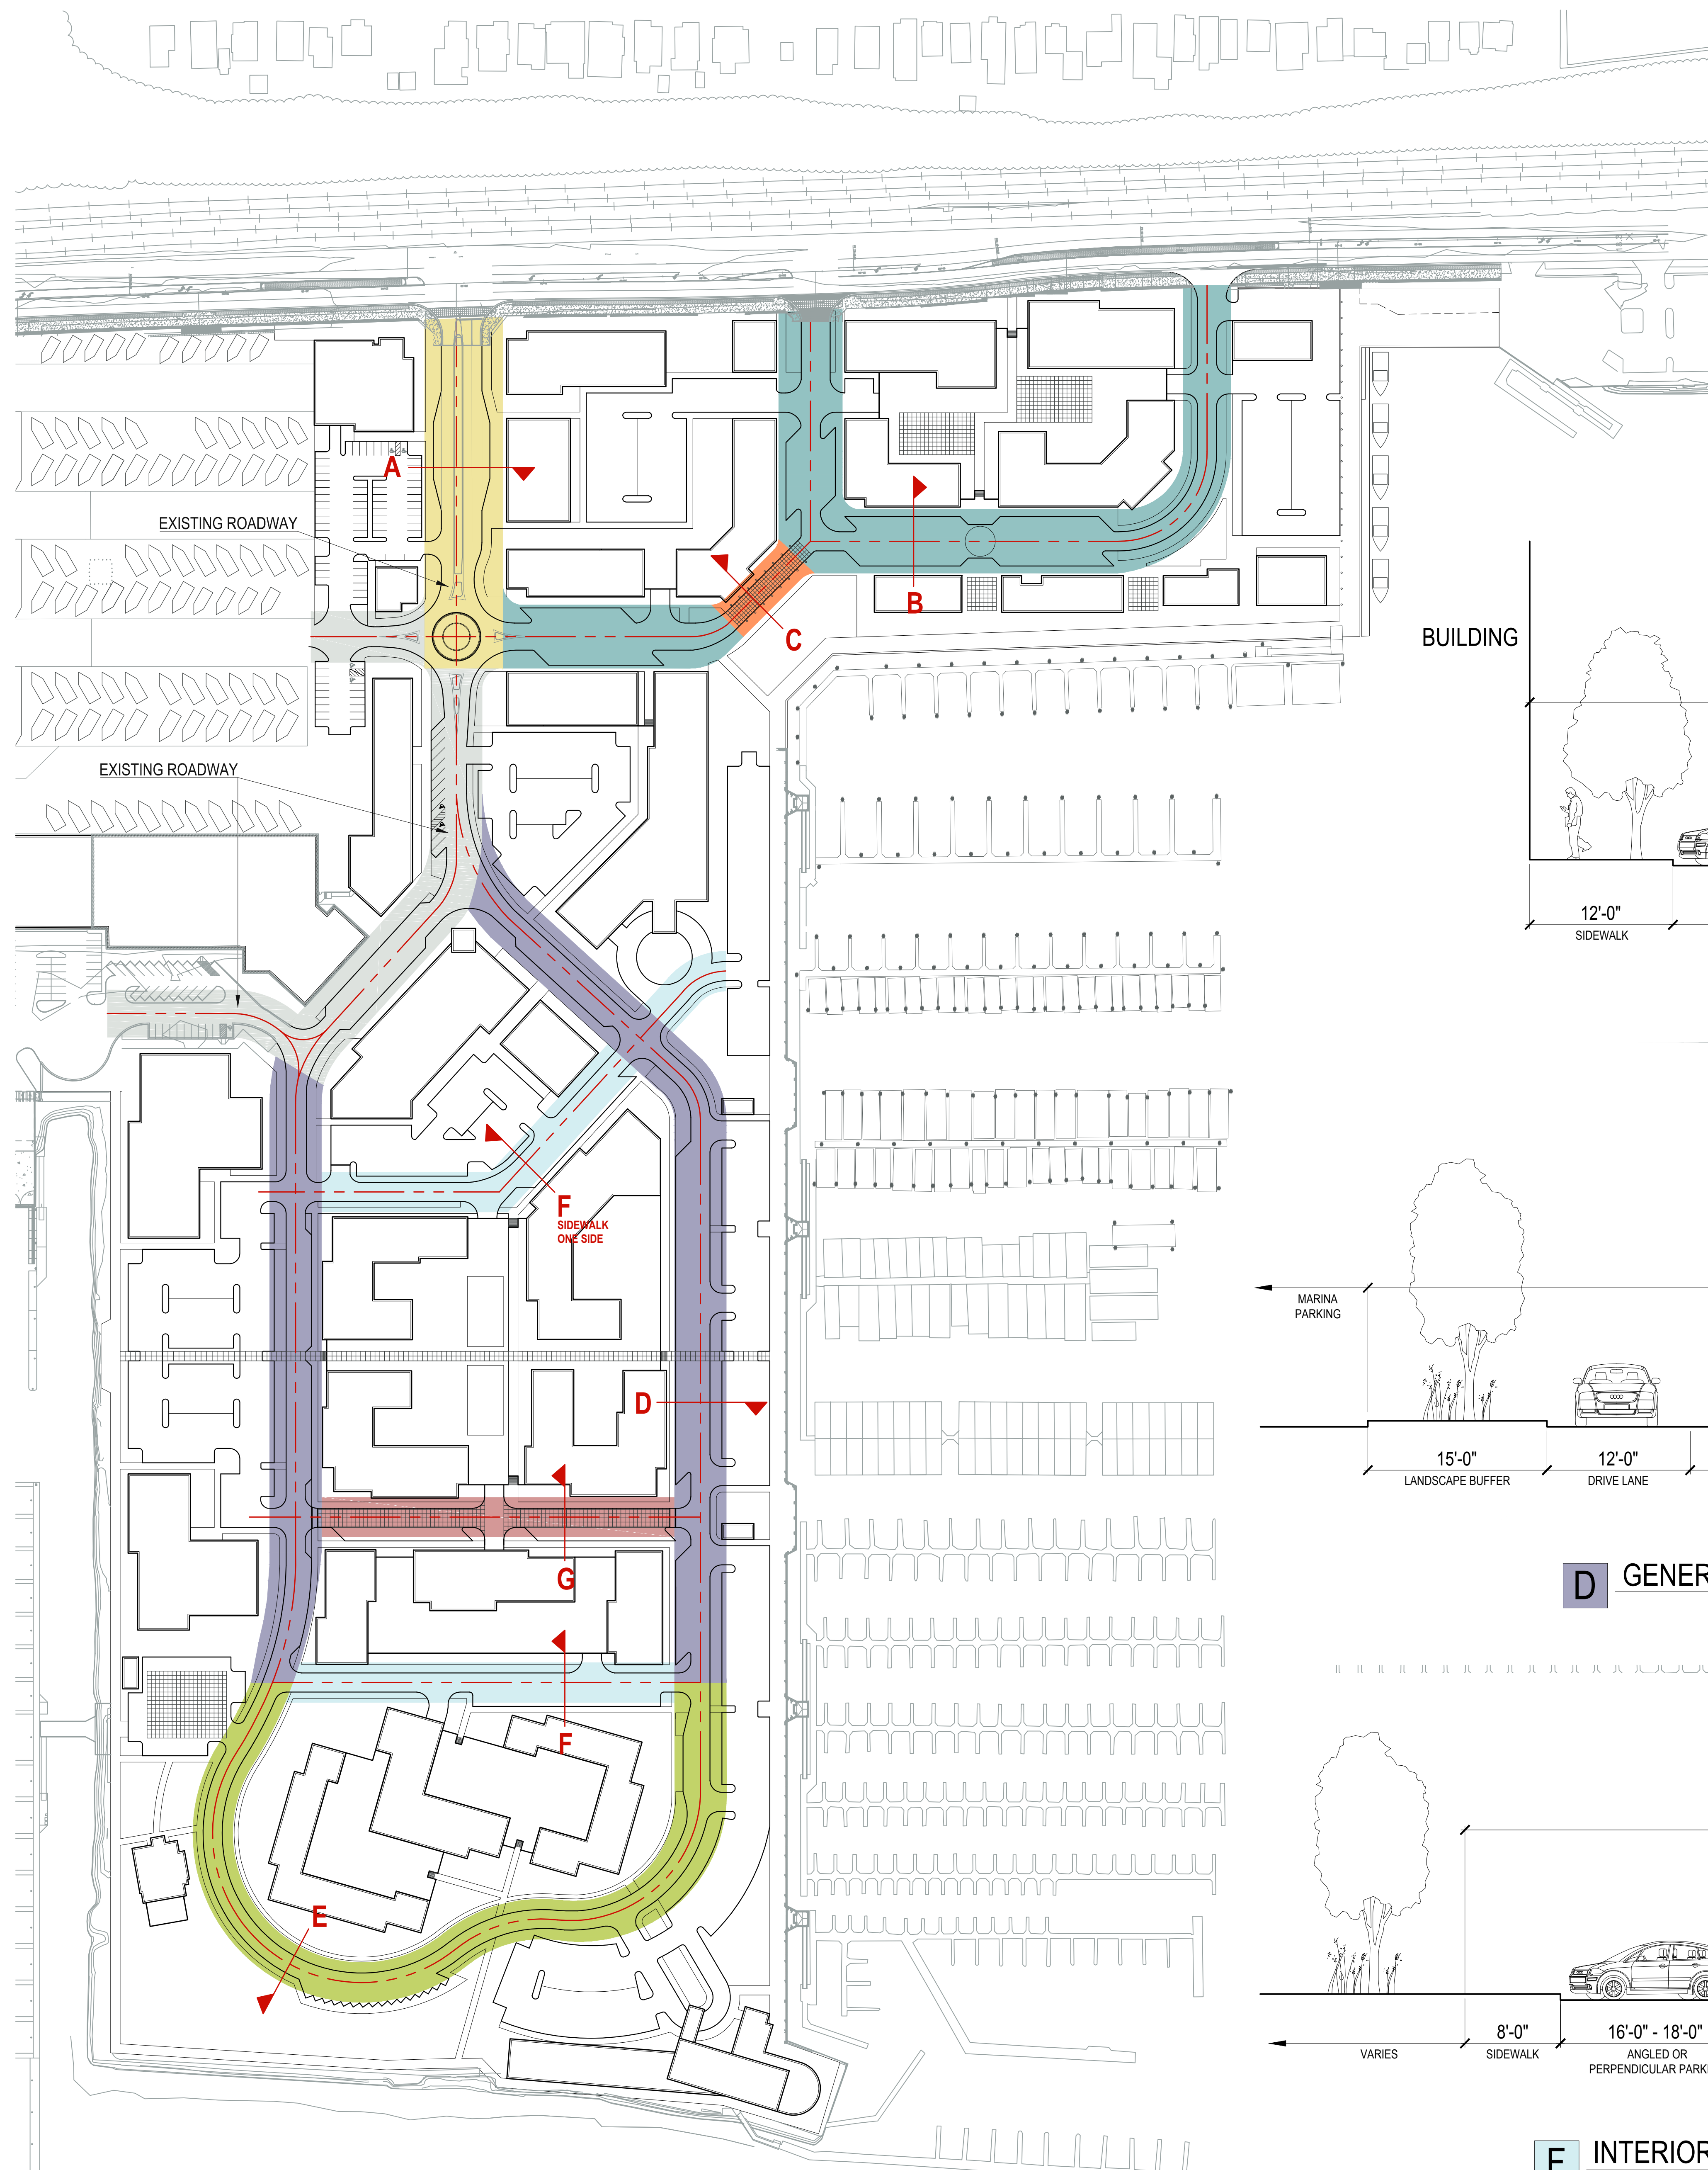 A
EXISTING ROADWAY
B
C
BUILDING
EXISTING ROADWAY
12'-0"
SIDEWALK
F
SIDEWALK
ONE SIDE
MARINA
PARKING
D
15'-0"
12'-0"
LANDSCAPE BUFFER
DRIVE LANE
G
D
GENER
F
E
8'-0"
16'-0" - 18'-0"
VARIES
SIDEWALK
ANGLED OR
PERPENDICULAR PARK
INTERIOR